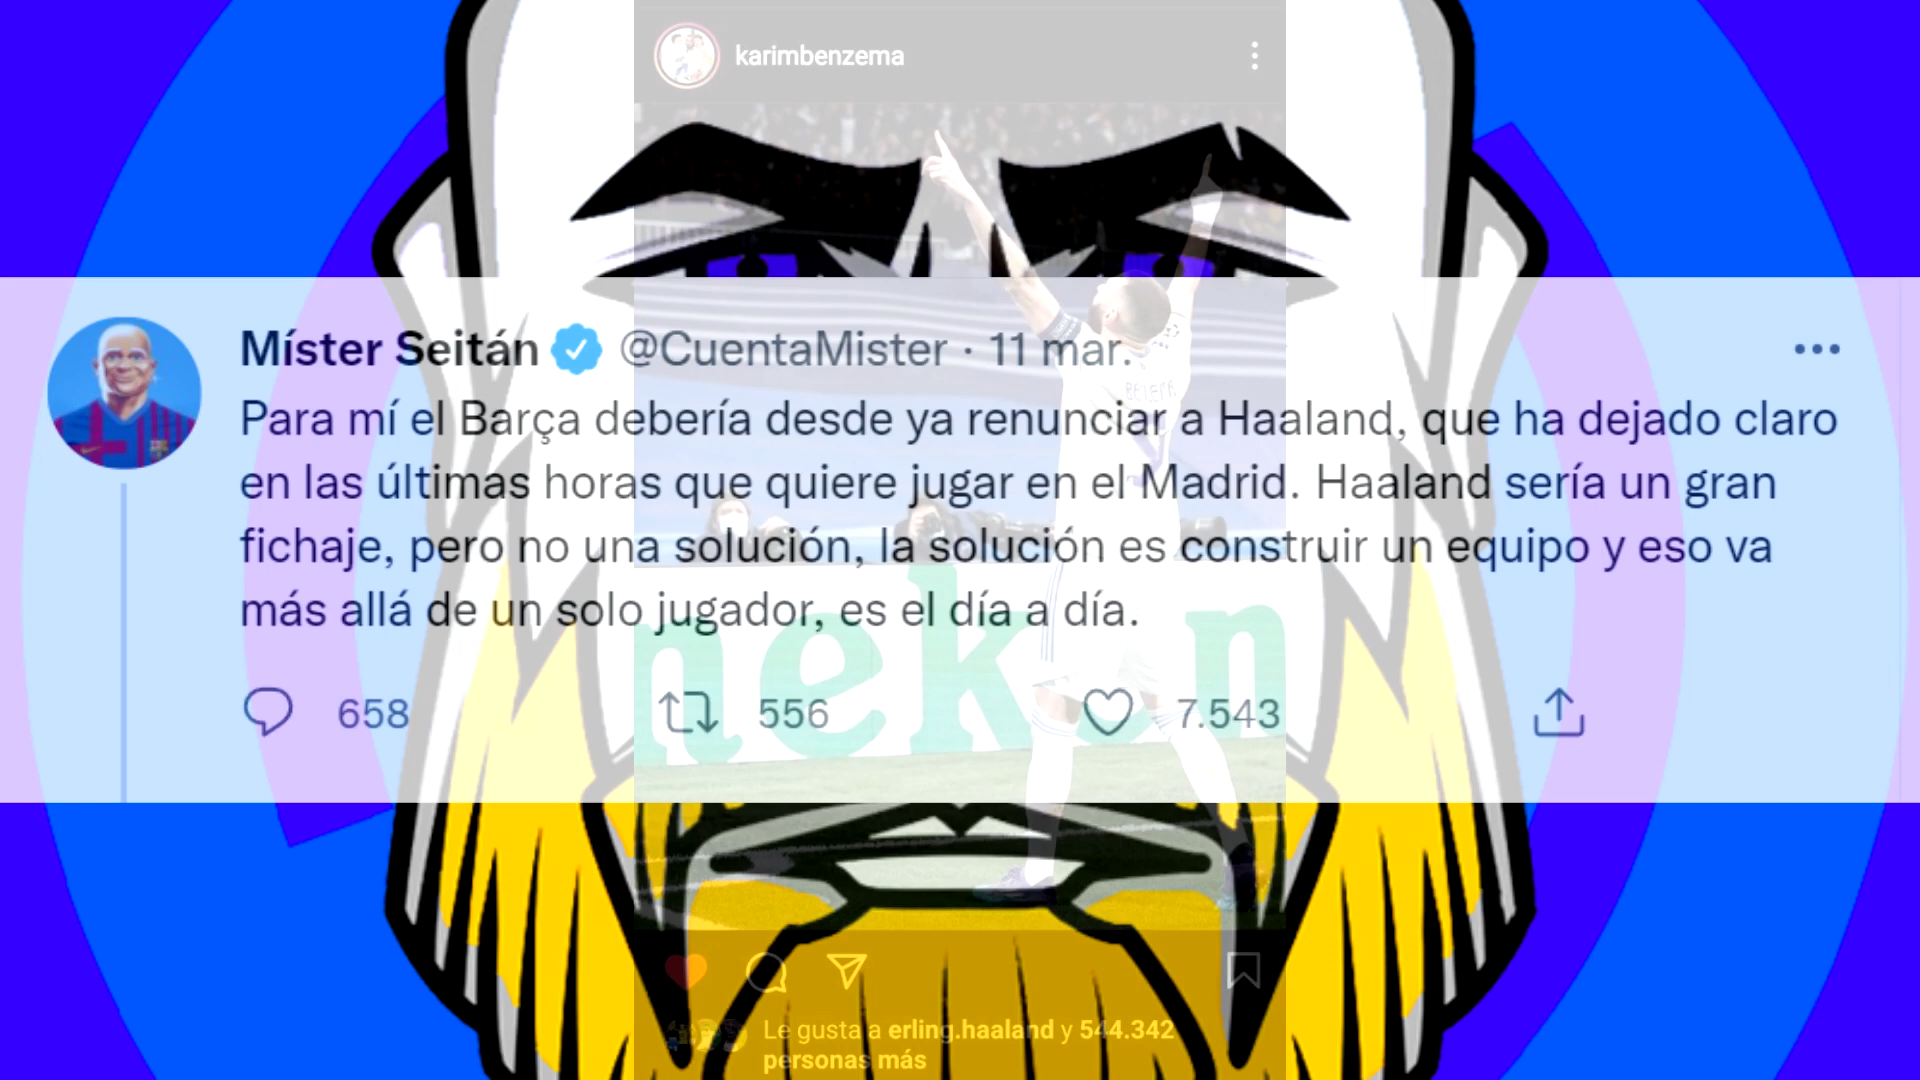 karimbenzema
Míster Seitán @CuentaMister · 11 mar.
Para mí el Barça debería desde ya renunciar a Haaland, que ha dejado claro
en las últimas horas que quiere jugar en el Madrid. Haaland sería un gran
fichaje, pero no una solución, la solución es construir un equipo y eso va
más allá de un solo jugador, es el día a día.
658 556 7.543
Le gusta a erling.haaland y 544.342
personas más